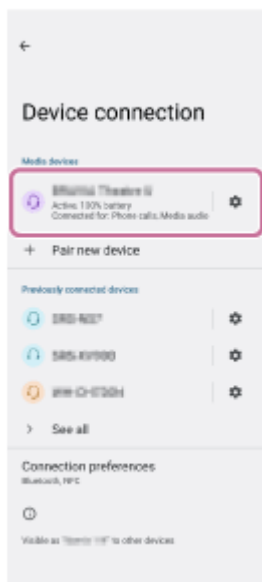 Device connection
Media devices
Theatre U
Active, 100% battery
Connected for: Phone calls, Media audio
+ Pair new device
Previously connected devices
> See all
Connection preferences
Bluetooth, NFC
Visible as to other devices